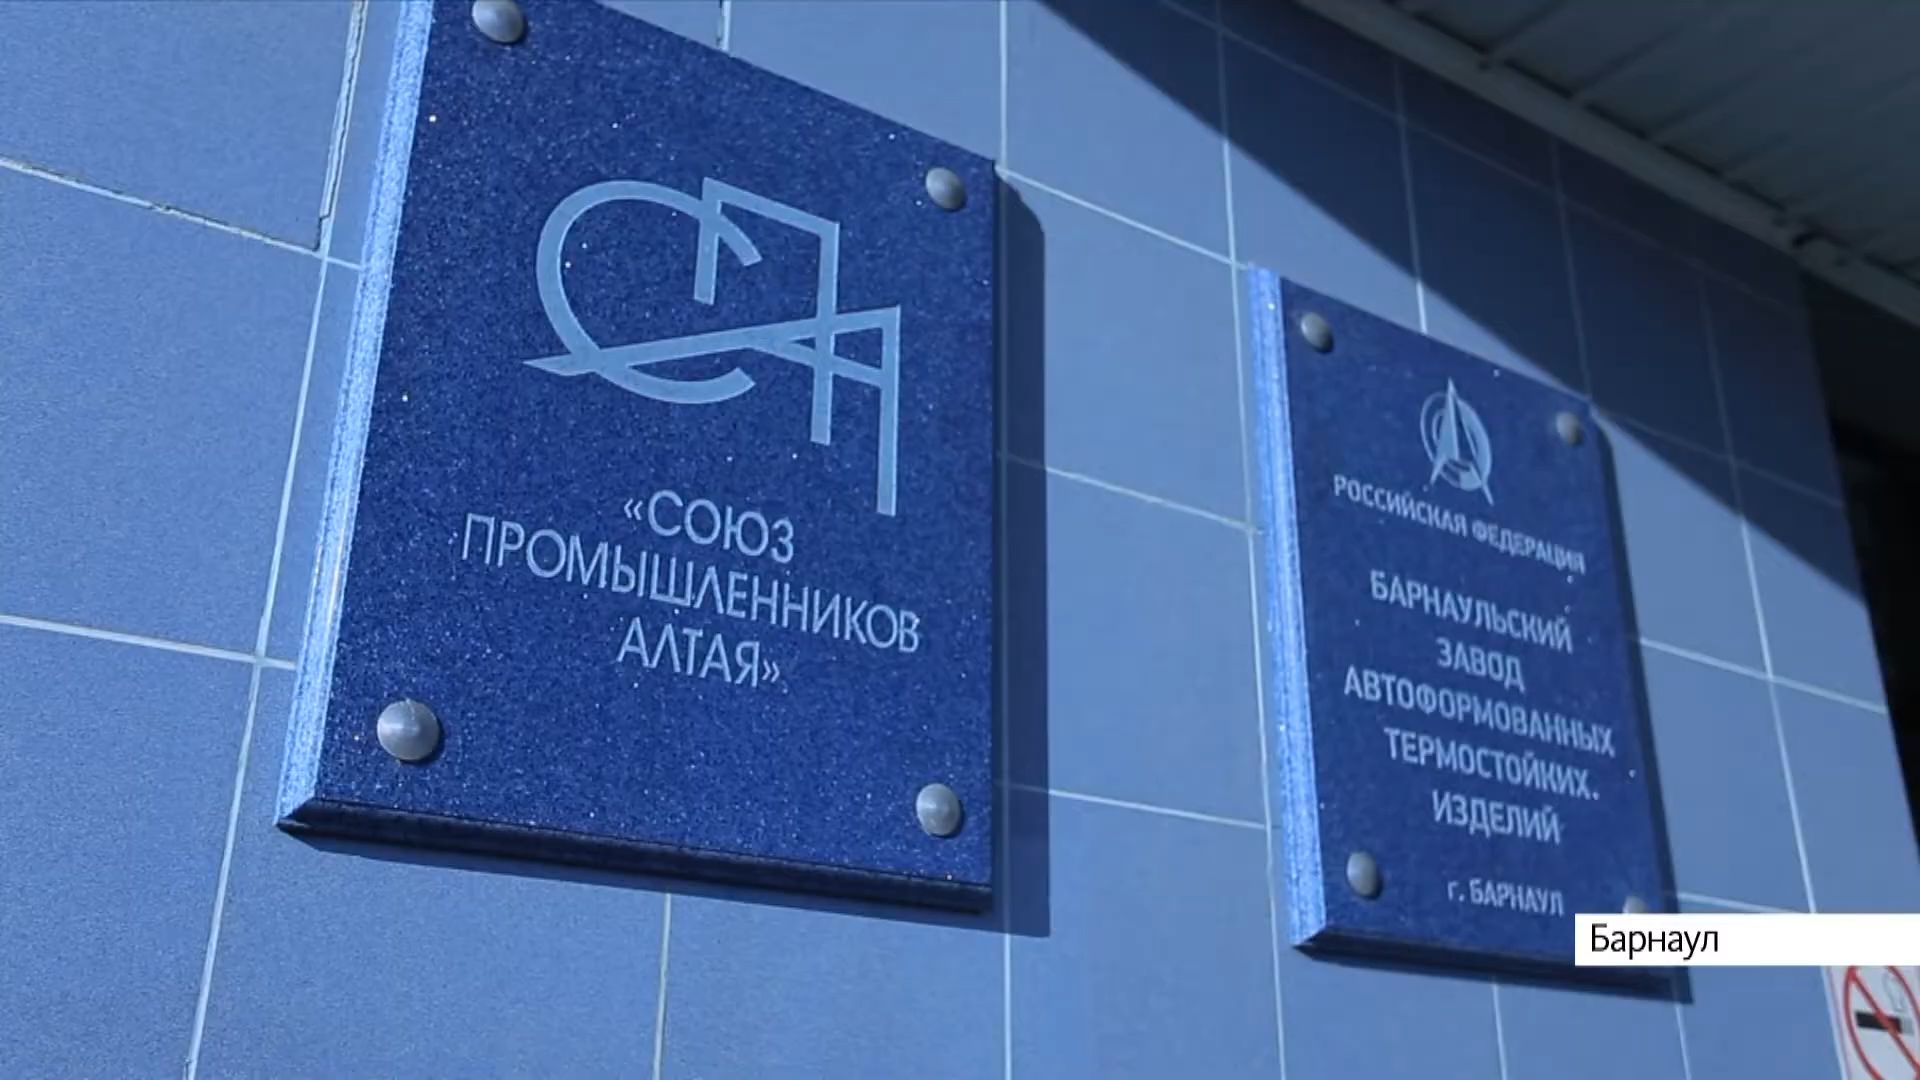 «СОЮЗ
ПРОМЫШЛЕННИКОВ
АЛТАЯ»
РОССИЙСКАЯ ФЕДЕРАЦИЯ
БАРНАУЛЬСКИЙ
ЗАВОД
АВТОФОРМОВАННЫХ
ТЕРМОСТОЙКИХ
ИЗДЕЛИЙ
г. БАРНАУЛ
Барнаул